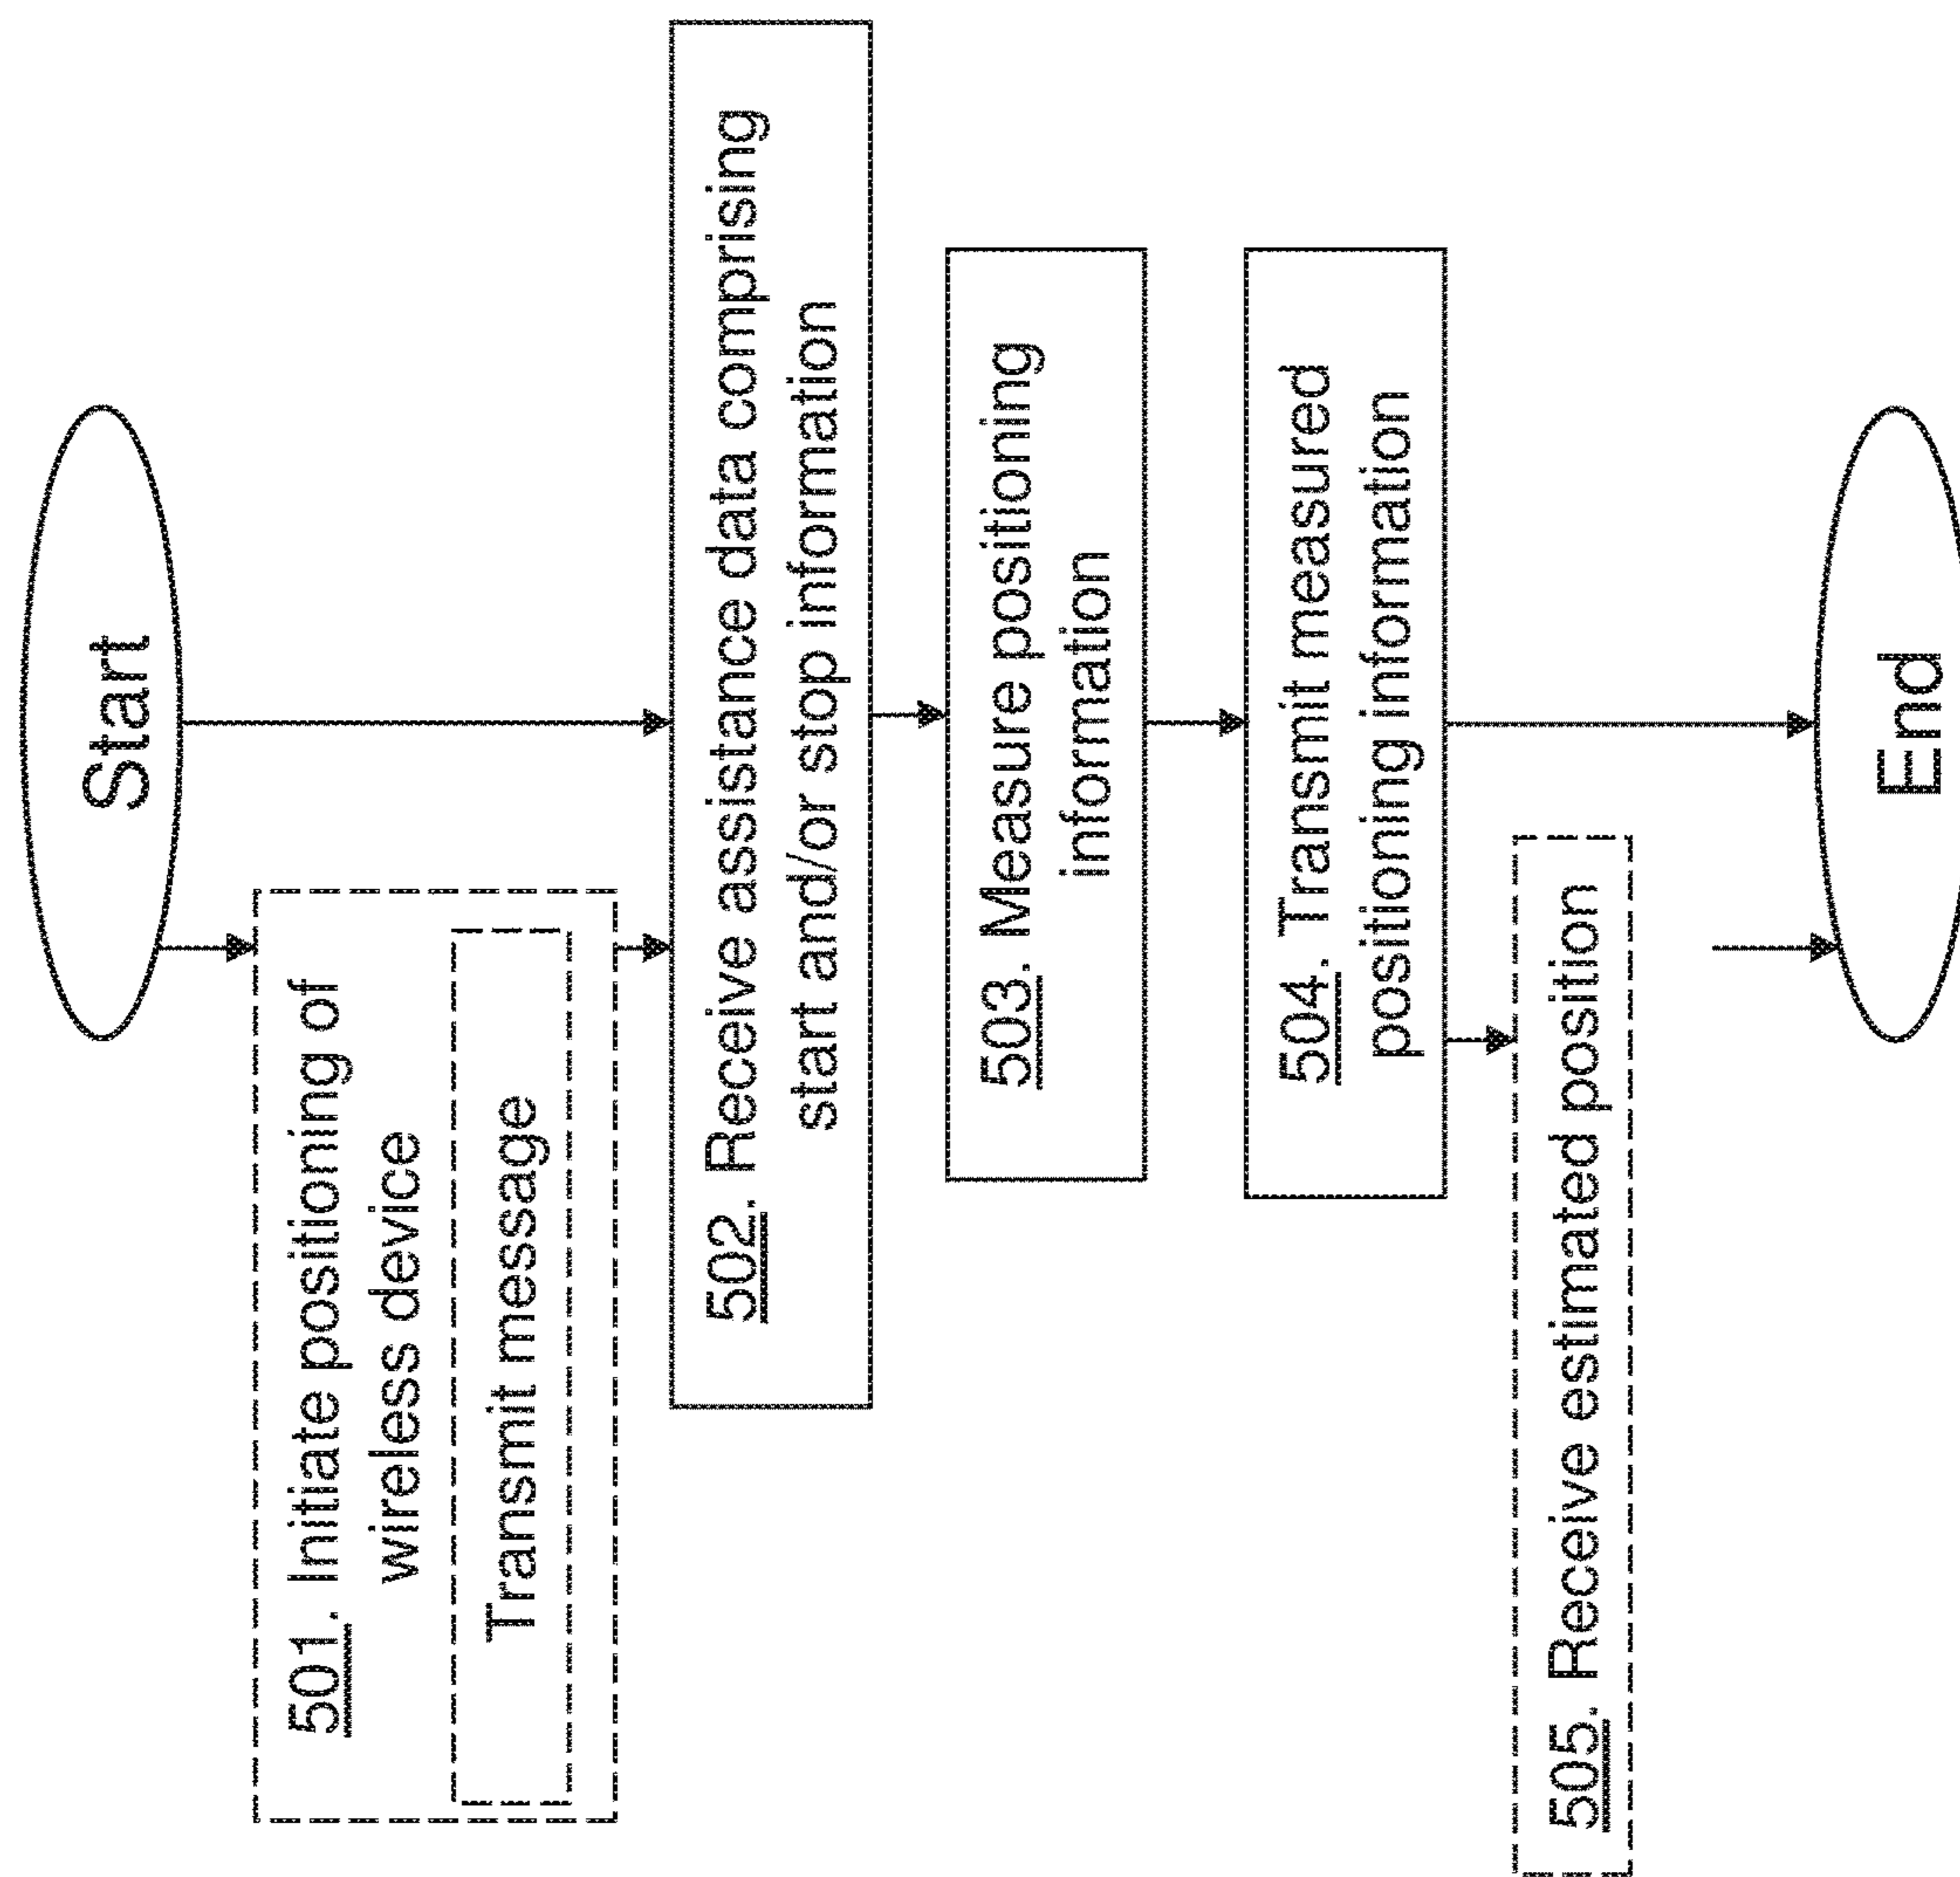 Start
501. Initiate positioning of
wireless device
Transmit message
502. Receive assistance data comprising
start and/or stop information
503. Measure positioning
information
504. Transmit measured
positioning information
505. Receive estimated position
End